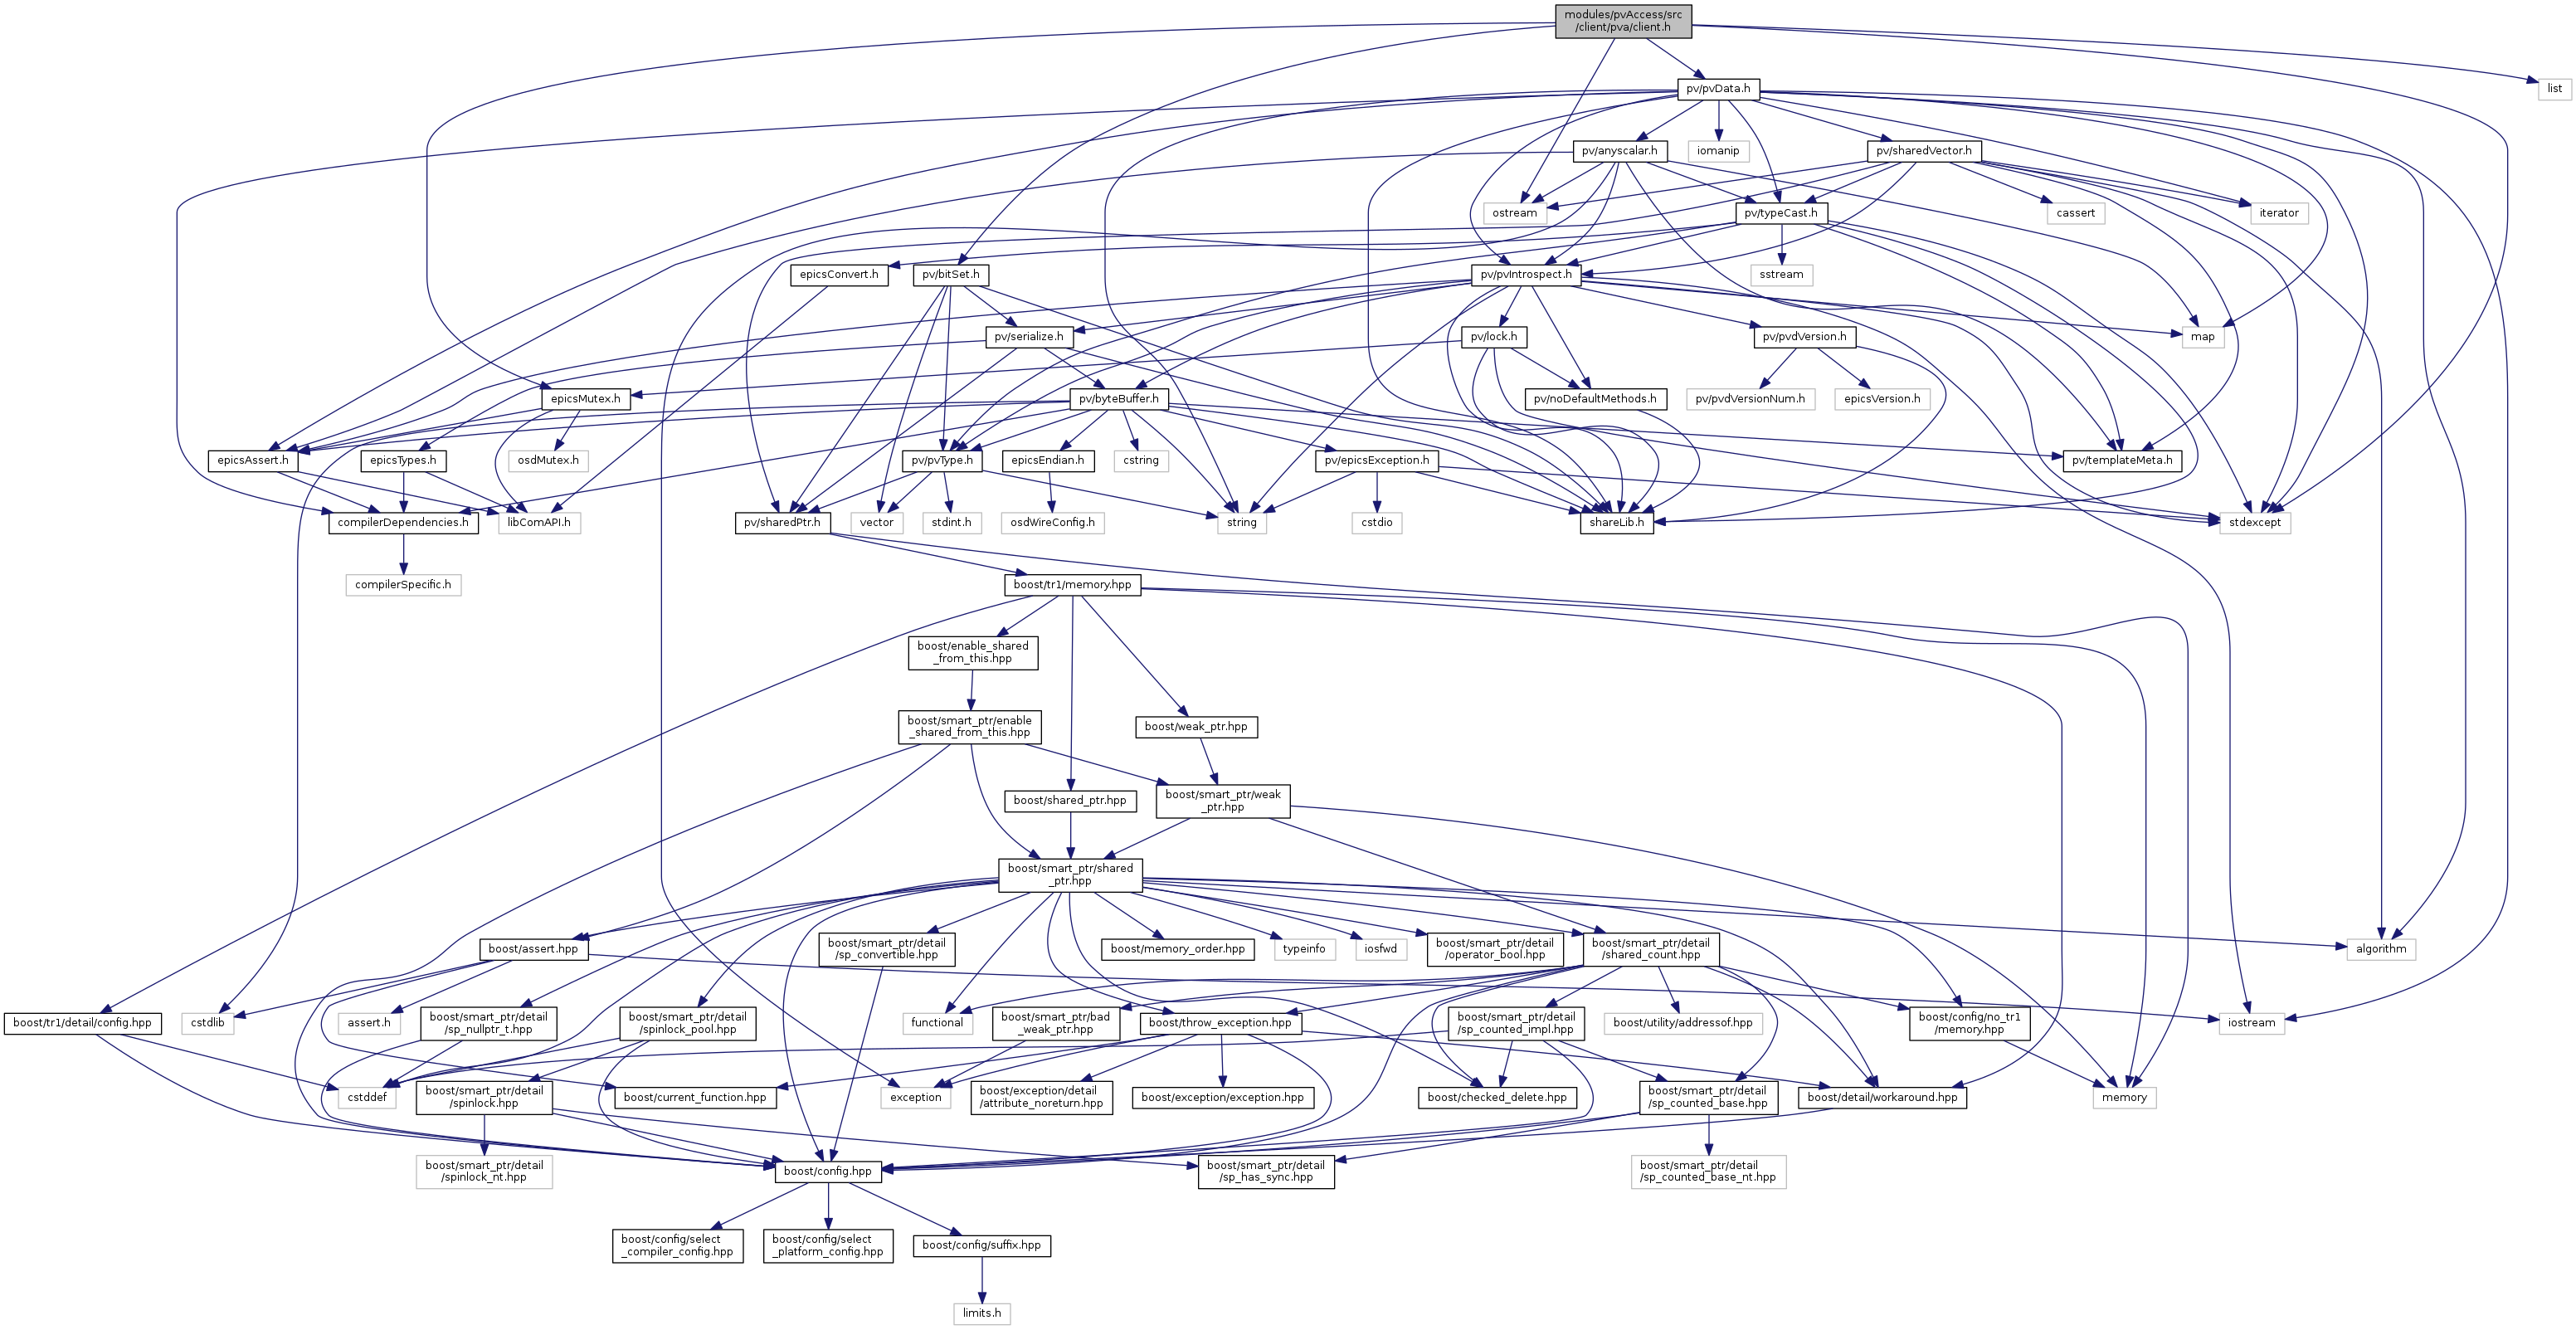 modules/pvAccess/src
/client/pva/client.h
pv/pvData.h
list
pv/anyscalar.h
iomanip
pv/sharedVector.h
ostream
pv/typeCast.h
cassert
iterator
epicsConvert.h
pv/bitSet.h
pv/pvIntrospect.h
sstream
pv/serialize.h
pv/lock.h
pv/pvdVersion.h
map
epicsMutex.h
pv/byteBuffer.h
pv/noDefaultMethods.h
pv/pvdVersionNum.h
epicsVersion.h
epicsAssert.h
epicsTypes.h
osdMutex.h
pv/pvType.h
epicsEndian.h
cstring
pv/epicsException.h
pv/templateMeta.h
compilerDependencies.h
libComAPI.h
pv/sharedPtr.h
vector
stdint.h
osdWireConfig.h
string
cstdio
shareLib.h
stdexcept
compilerSpecific.h
boost/tr1/memory.hpp
boost/enable_shared
_from_this.hpp
boost/smart_ptr/enable
_shared_from_this.hpp
boost/weak_ptr.hpp
boost/shared_ptr.hpp
boost/smart_ptr/weak
_ptr.hpp
boost/smart_ptr/shared
_ptr.hpp
boost/assert.hpp
boost/smart_ptr/detail
/sp_convertible.hpp
boost/memory_order.hpp
typeinfo
iosfwd
boost/smart_ptr/detail
/operator_bool.hpp
boost/smart_ptr/detail
/shared_count.hpp
algorithm
boost/tr1/detail/config.hpp
cstdlib
assert.h
boost/smart_ptr/detail
/sp_nullptr_t.hpp
boost/smart_ptr/detail
/spinlock_pool.hpp
functional
boost/smart_ptr/bad
_weak_ptr.hpp
boost/throw_exception.hpp
boost/smart_ptr/detail
/sp_counted_impl.hpp
boost/utility/addressof.hpp
boost/config/no_tr1
/memory.hpp
iostream
cstddef
boost/smart_ptr/detail
/spinlock.hpp
boost/current_function.hpp
exception
boost/exception/detail
/attribute_noreturn.hpp
boost/exception/exception.hpp
boost/checked_delete.hpp
boost/smart_ptr/detail
/sp_counted_base.hpp
boost/detail/workaround.hpp
memory
boost/smart_ptr/detail
/spinlock_nt.hpp
boost/config.hpp
boost/smart_ptr/detail
/sp_has_sync.hpp
boost/smart_ptr/detail
/sp_counted_base_nt.hpp
boost/config/select
_compiler_config.hpp
boost/config/select
_platform_config.hpp
boost/config/suffix.hpp
limits.h